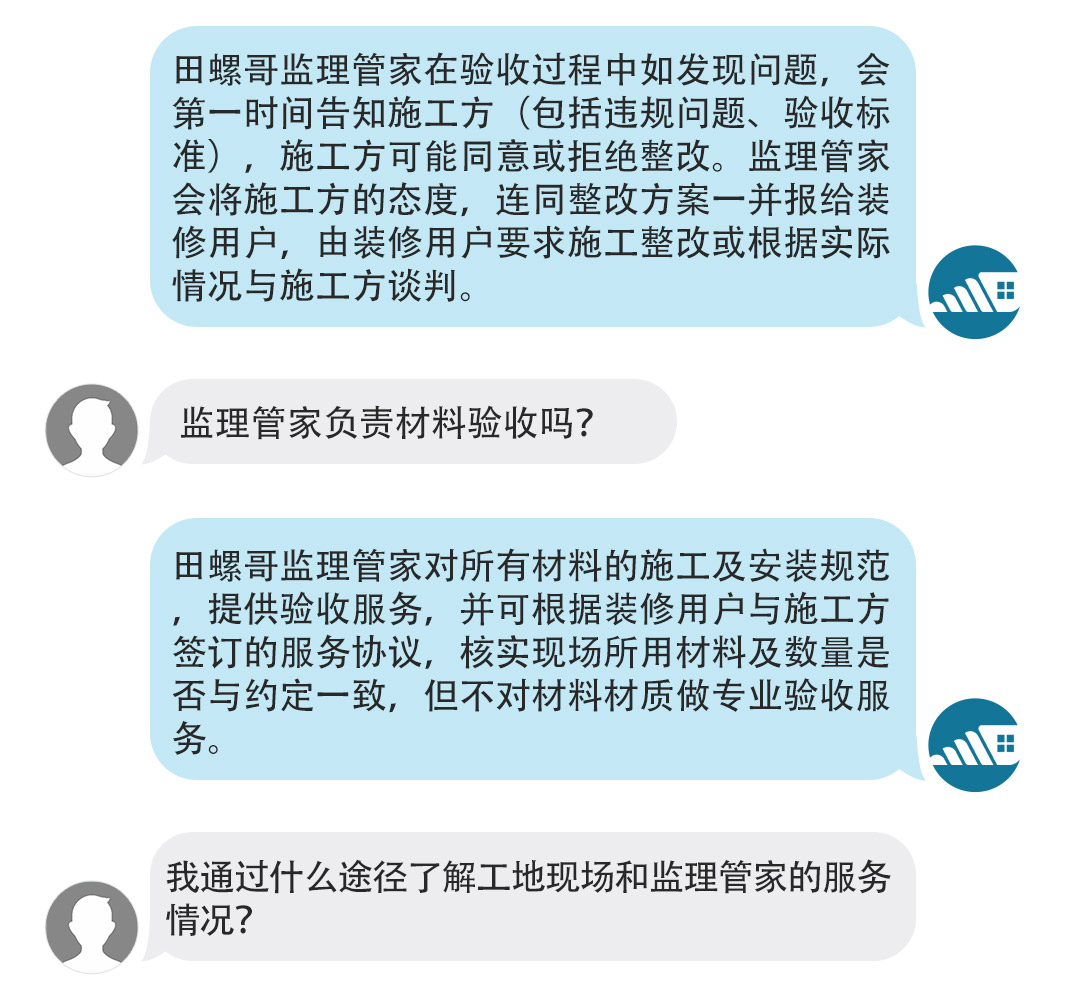 田螺哥监理管家在验收过程中如发现问题，会
第一时间告知施工方（包括违规问题、验收标
准），施工方可能同意或拒绝整改。监理管家
会将施工方的态度，连同整改方案一并报给装
修用户，由装修用户要求施工整改或根据实际
情况与施工方谈判。
监理管家负责材料验收吗？
田螺哥监理管家对所有材料的施工及安装规范
，提供验收服务，并可根据装修用户与施工方
签订的服务协议，核实现场所用材料及数量是
否与约定一致，但不对材料材质做专业验收服
务。
我通过什么途径了解工地现场和监理管家的服务
情况？